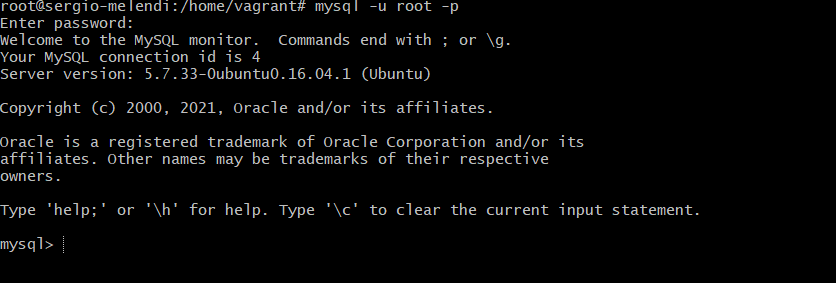 root@sergio-melendi:/home/vagrant# mysql -u root -p
Enter password:
Welcome to the MySQL monitor.  Commands end with ; or \g.
Your MySQL connection id is 4
Server version: 5.7.33-0ubuntu0.16.04.1 (Ubuntu)

Copyright (c) 2000, 2021, Oracle and/or its affiliates.

Oracle is a registered trademark of Oracle Corporation and/or its
affiliates. Other names may be trademarks of their respective
owners.

Type 'help;' or '\h' for help. Type '\c' to clear the current input statement.

mysql>